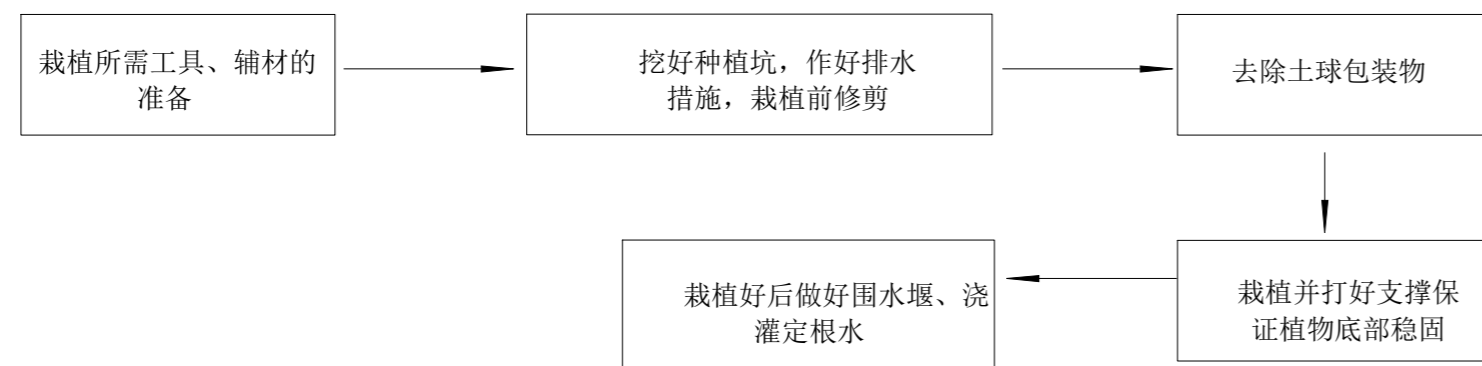 栽植所需工具、辅材的
准备
挖好种植坑，作好排水
措施，栽植前修剪
去除土球包装物
栽植并打好支撑保
证植物底部稳固
栽植好后做好围水堰、浇
灌定根水